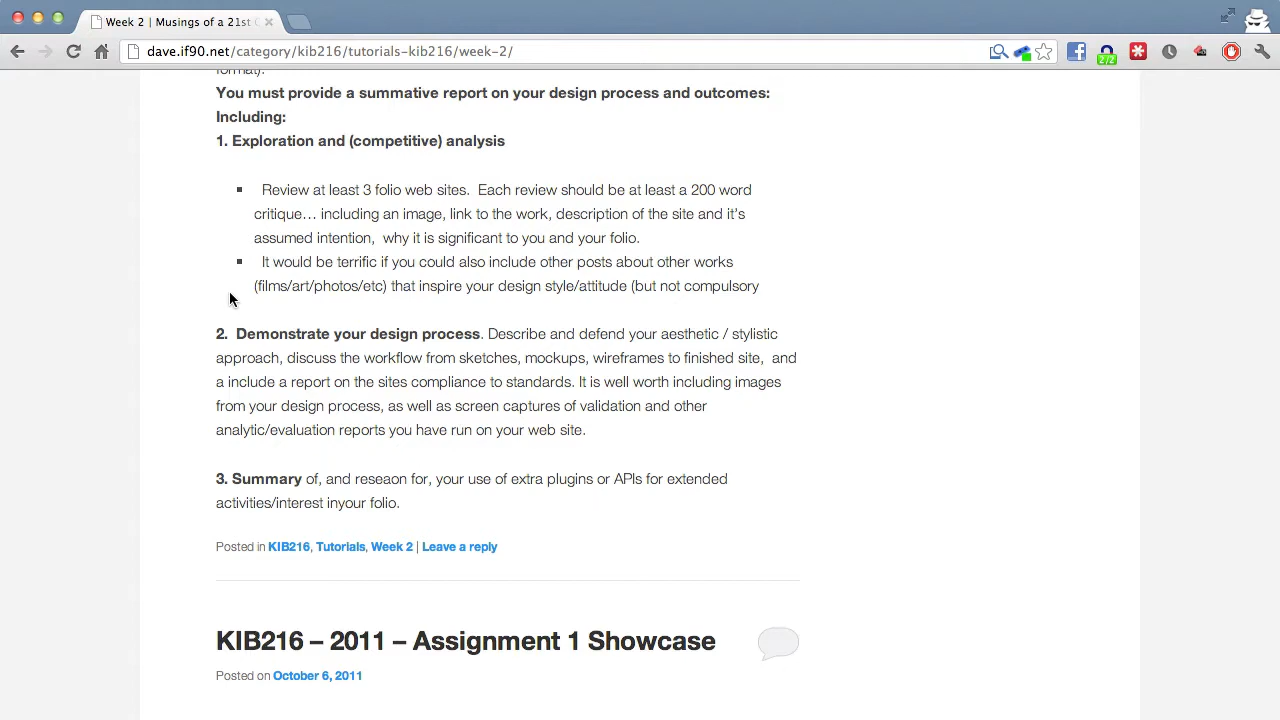 Week 2 | Musings of a 21st C
dave.if90.net/category/kib216/tutorials-kib216/week-2/
2/2
format).
You must provide a summative report on your design process and outcomes:
Including:
1. Exploration and (competitive) analysis
Review at least 3 folio web sites.  Each review should be at least a 200 word
critique… including an image, link to the work, description of the site and it's
assumed intention,  why it is significant to you and your folio.
It would be terrific if you could also include other posts about other works
(films/art/photos/etc) that inspire your design style/attitude (but not compulsory
2.  Demonstrate your design process. Describe and defend your aesthetic / stylistic
approach, discuss the workflow from sketches, mockups, wireframes to finished site,  and
a include a report on the sites compliance to standards. It is well worth including images
from your design process, as well as screen captures of validation and other
analytic/evaluation reports you have run on your web site.
3. Summary of, and reseaon for, your use of extra plugins or APIs for extended
activities/interest inyour folio.
Posted in KIB216, Tutorials, Week 2 | Leave a reply
KIB216 – 2011 – Assignment 1 Showcase
Posted on October 6, 2011